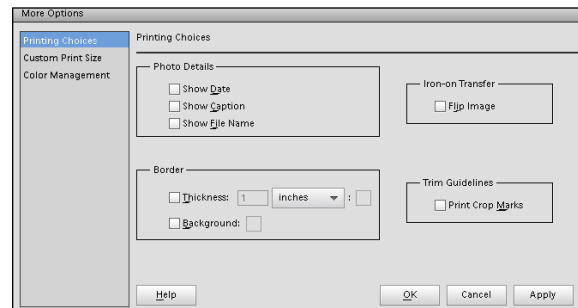 More Options
Printing Choices
Custom Print Size
Color Management
Printing Choices
Photo Details
Show Date
Show Caption
Show File Name
Iron-on Transfer
Flip Image
Border
Thickness: 1 inches :
Background:
Trim Guidelines
Print Crop Marks
Help
OK Cancel Apply